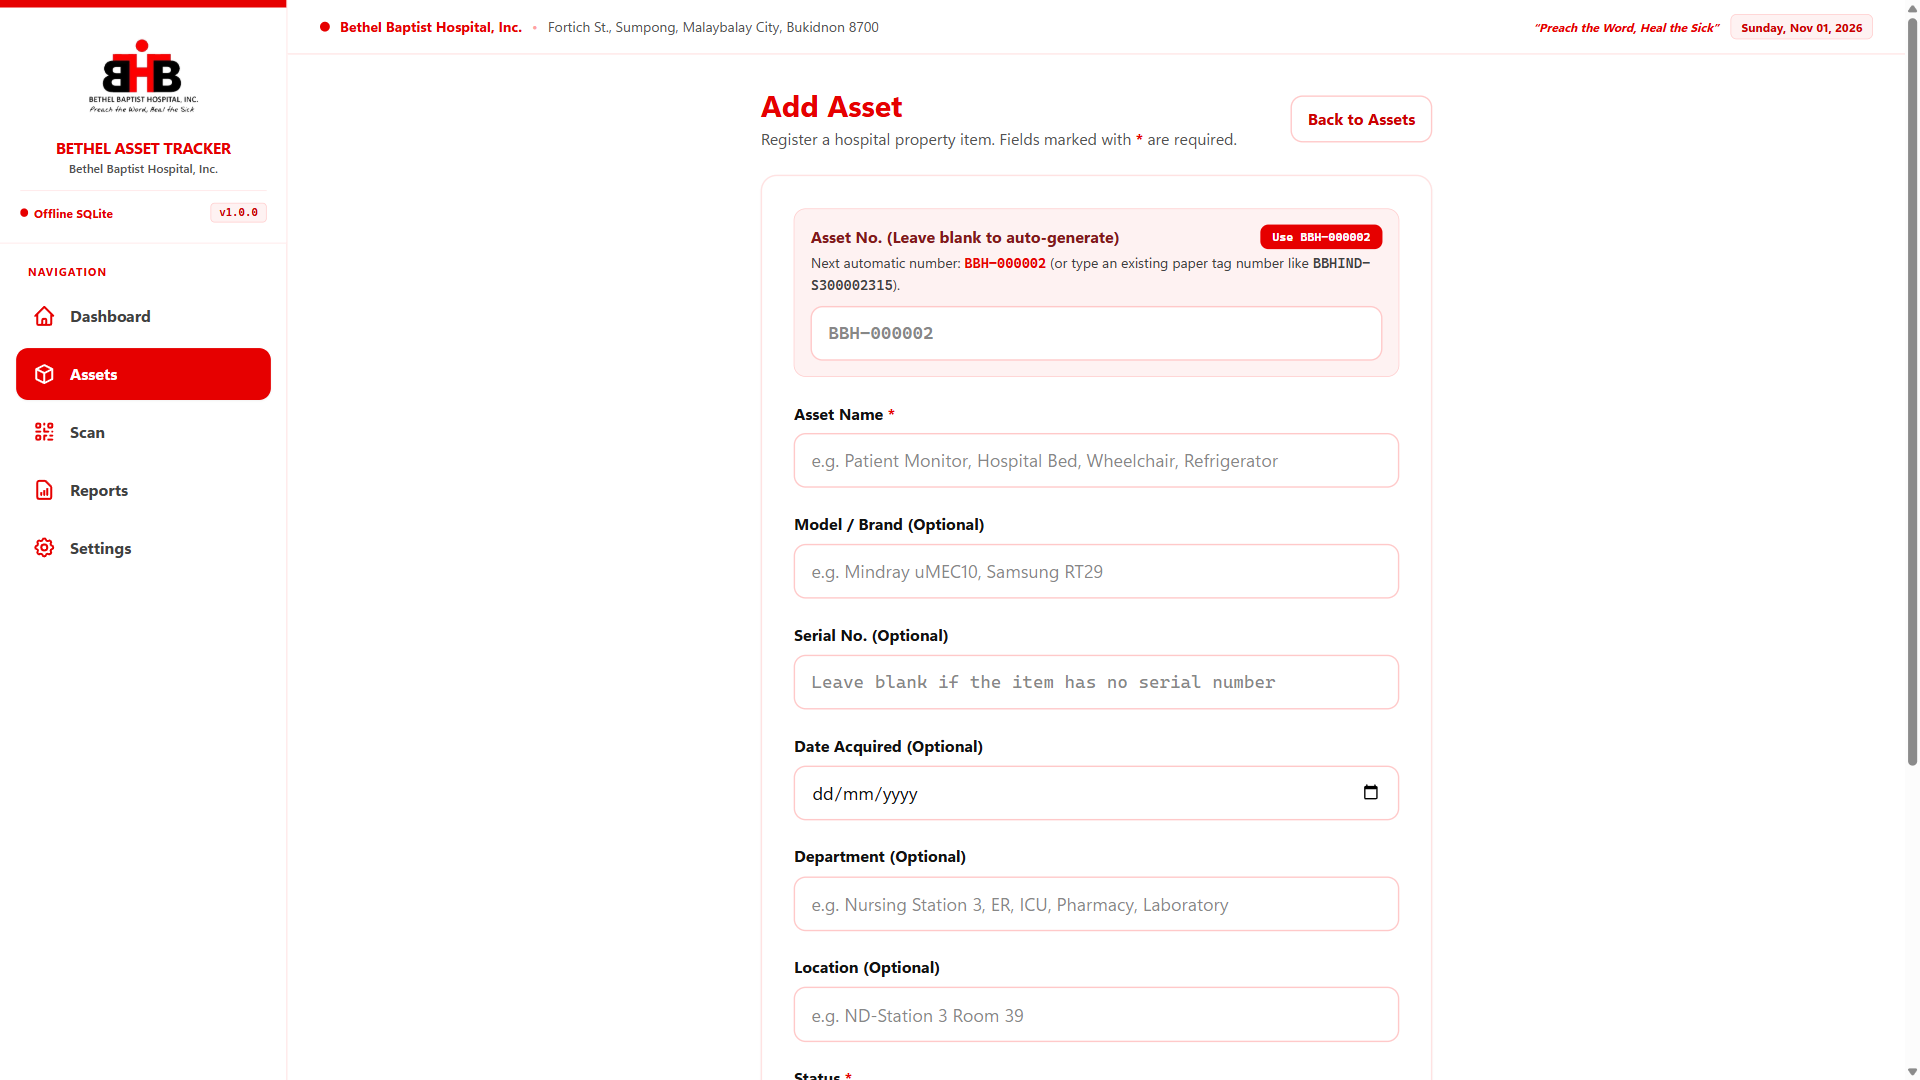 BHB
BETHEL BAPTIST HOSPITAL, INC.
Preach the Word, Heal the Sick
BETHEL ASSET TRACKER
Bethel Baptist Hospital, Inc.
Offline SQLite
v1.0.0
NAVIGATION
Dashboard
Assets
Scan
Reports
Settings
Bethel Baptist Hospital, Inc. • Fortich St., Sumpong, Malaybalay City, Bukidnon 8700
“Preach the Word, Heal the Sick”
Sunday, Nov 01, 2026
Add Asset
Register a hospital property item. Fields marked with * are required.
Back to Assets
Asset No. (Leave blank to auto-generate)
Use BBH-000002
Next automatic number: BBH-000002 (or type an existing paper tag number like BBHIND-
S300002315).
BBH-000002
Asset Name *
e.g. Patient Monitor, Hospital Bed, Wheelchair, Refrigerator
Model / Brand (Optional)
e.g. Mindray uMEC10, Samsung RT29
Serial No. (Optional)
Leave blank if the item has no serial number
Date Acquired (Optional)
dd/mm/yyyy
Department (Optional)
e.g. Nursing Station 3, ER, ICU, Pharmacy, Laboratory
Location (Optional)
e.g. ND-Station 3 Room 39
Status *